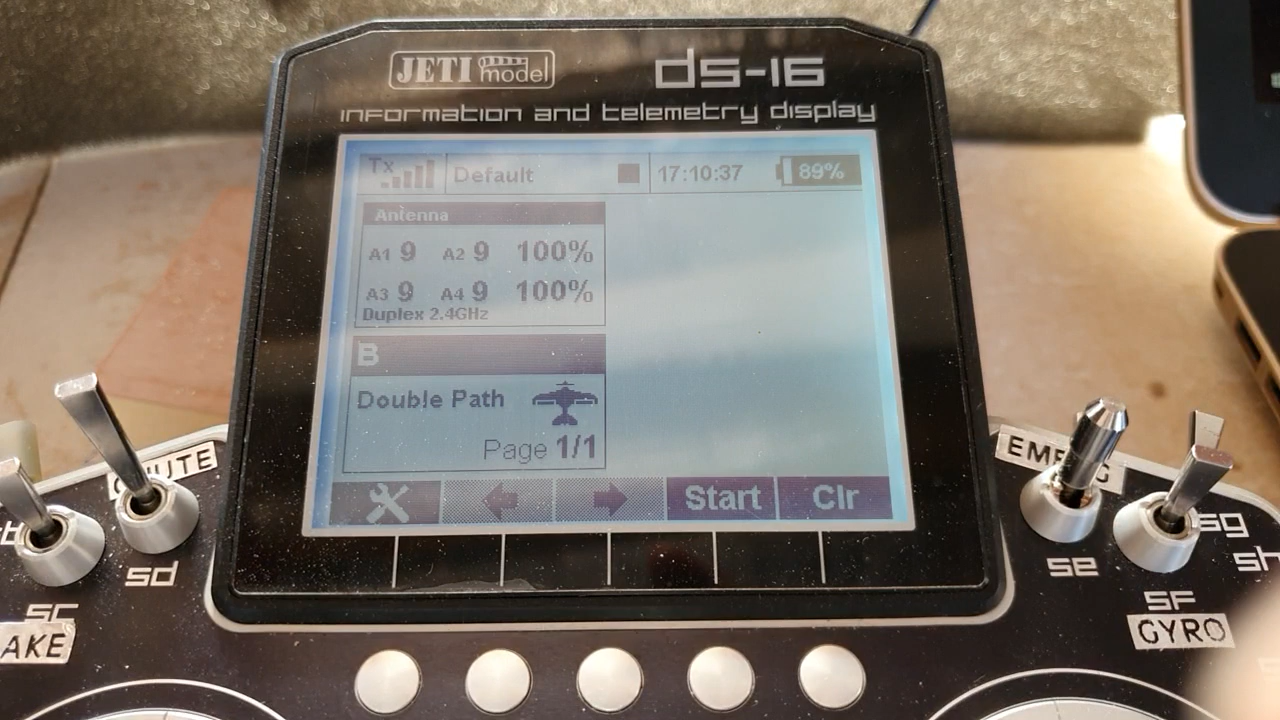 JETI model ds-16
information and telemetry display
Tx Default 17:10:37 89%
Antenna
A1 9 A2 9 100%
A3 9 A4 9 100%
Duplex 2.4GHz
B
Double Path
Page 1/1
Start Clr
sd
sc
AKE
se
sg
sh
SF
GYRO